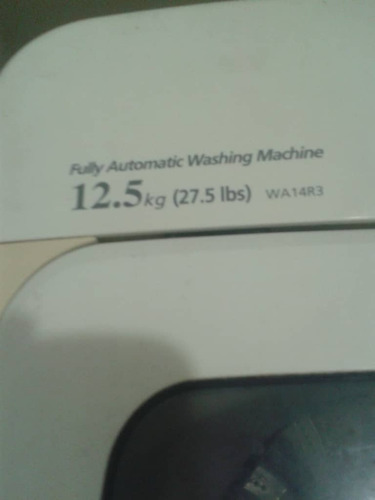 Fully Automatic Washing Machine
12.5kg (27.5 lbs) WA14R3